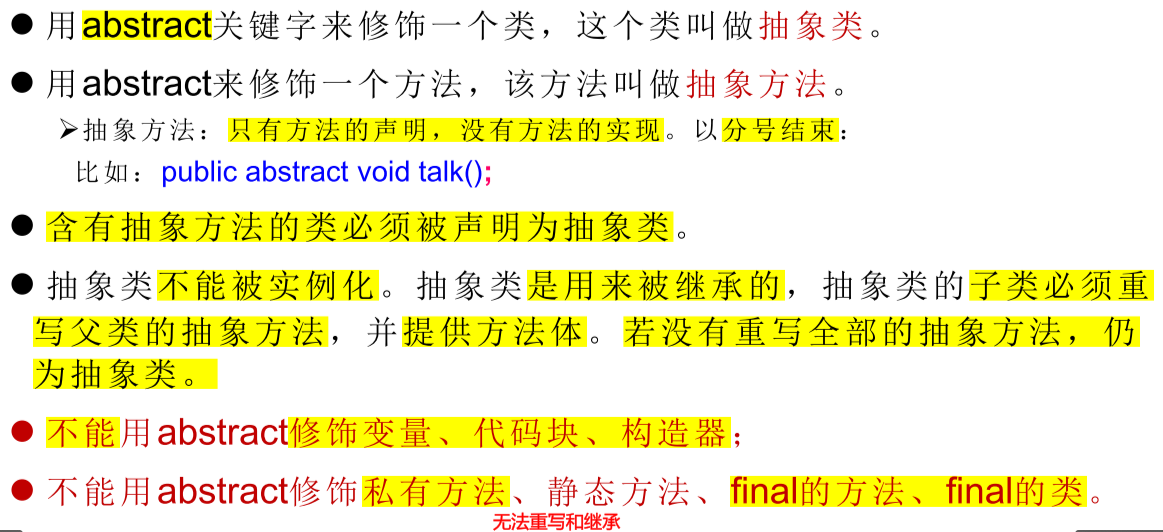 ● 用abstract关键字来修饰一个类，这个类叫做抽象类。
● 用abstract来修饰一个方法，该方法叫做抽象方法。
➢抽象方法：只有方法的声明，没有方法的实现。以分号结束：
比如：public abstract void talk();
● 含有抽象方法的类必须被声明为抽象类。
● 抽象类不能被实例化。抽象类是用来被继承的，抽象类的子类必须重
写父类的抽象方法，并提供方法体。若没有重写全部的抽象方法，仍
为抽象类。
● 不能用abstract修饰变量、代码块、构造器；
● 不能用abstract修饰私有方法、静态方法、final的方法、final的类。
无法重写和继承